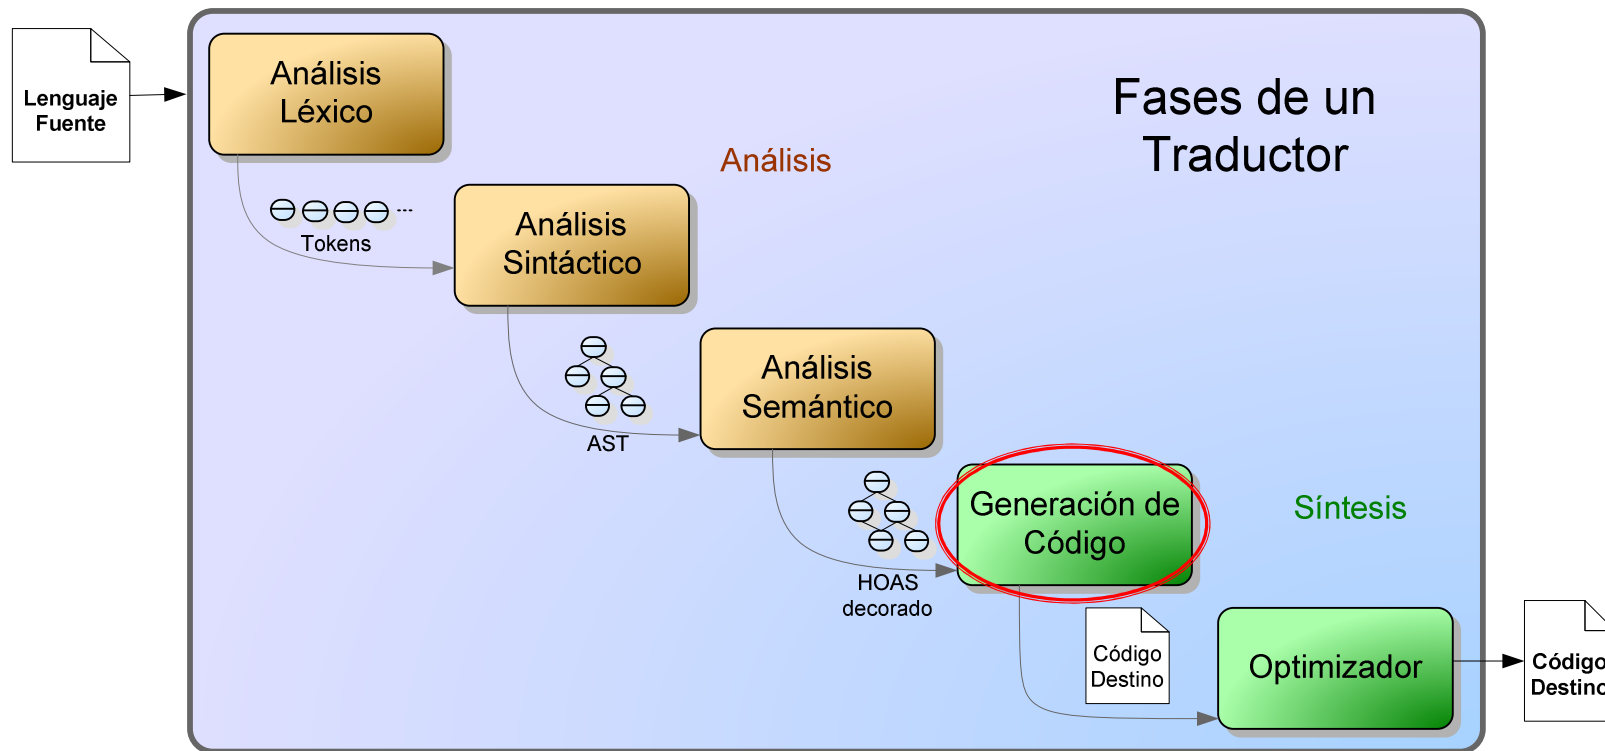 Lenguaje
Fuente
Análisis
Léxico
Fases de un
Traductor
Análisis
Tokens
Análisis
Sintáctico
AST
Análisis
Semántico
HOAS
decorado
Generación de
Código
Síntesis
Código
Destino
Optimizador
Código
Destino